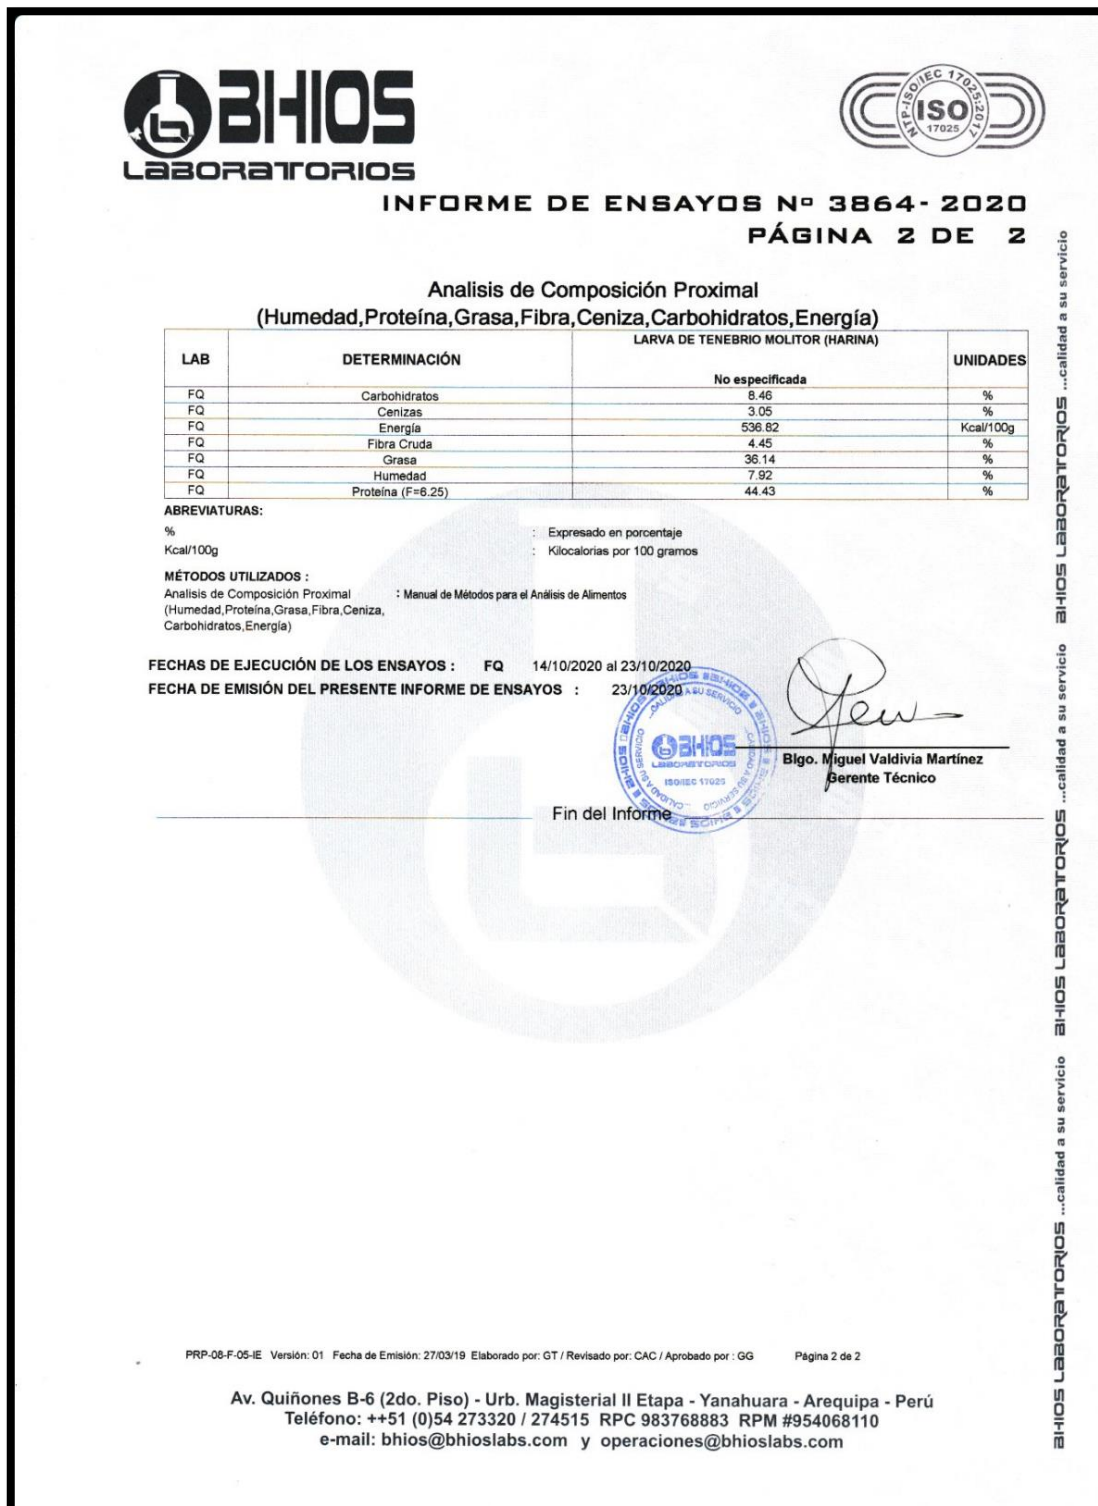 BHIOS
LABORATORIOS
NTP-ISO/IEC 17025:2017
ISO
17025
INFORME DE ENSAYOS Nº 3864- 2020
PÁGINA 2 DE 2
Analisis de Composición Proximal
(Humedad,Proteína,Grasa,Fibra,Ceniza,Carbohidratos,Energía)
LAB DETERMINACIÓN LARVA DE TENEBRIO MOLITOR (HARINA) UNIDADES
No especificada
FQ Carbohidratos 8.46 %
FQ Cenizas 3.05 %
FQ Energía 536.82 Kcal/100g
FQ Fibra Cruda 4.45 %
FQ Grasa 36.14 %
FQ Humedad 7.92 %
FQ Proteína (F=6.25) 44.43 %
ABREVIATURAS:
% : Expresado en porcentaje
Kcal/100g : Kilocalorias por 100 gramos
MÉTODOS UTILIZADOS :
Analisis de Composición Proximal : Manual de Métodos para el Análisis de Alimentos
(Humedad,Proteína,Grasa,Fibra,Ceniza,
Carbohidratos,Energía)
FECHAS DE EJECUCIÓN DE LOS ENSAYOS : FQ 14/10/2020 al 23/10/2020
FECHA DE EMISIÓN DEL PRESENTE INFORME DE ENSAYOS : 23/10/2020
BHIOS
LABORATORIOS
ISO/IEC 17025
...CALIDAD A SU SERVICIO
Blgo. Miguel Valdivia Martínez
Gerente Técnico
Fin del Informe
PRP-08-F-05-IE Versión: 01 Fecha de Emisión: 27/03/19 Elaborado por: GT / Revisado por: CAC / Aprobado por : GG Página 2 de 2
Av. Quiñones B-6 (2do. Piso) - Urb. Magisterial II Etapa - Yanahuara - Arequipa - Perú
Teléfono: ++51 (0)54 273320 / 274515 RPC 983768883 RPM #954068110
e-mail: bhios@bhioslabs.com y operaciones@bhioslabs.com
BHIOS LABORATORIOS ...calidad a su servicio BHIOS LABORATORIOS ...calidad a su servicio BHIOS LABORATORIOS ...calidad a su servicio